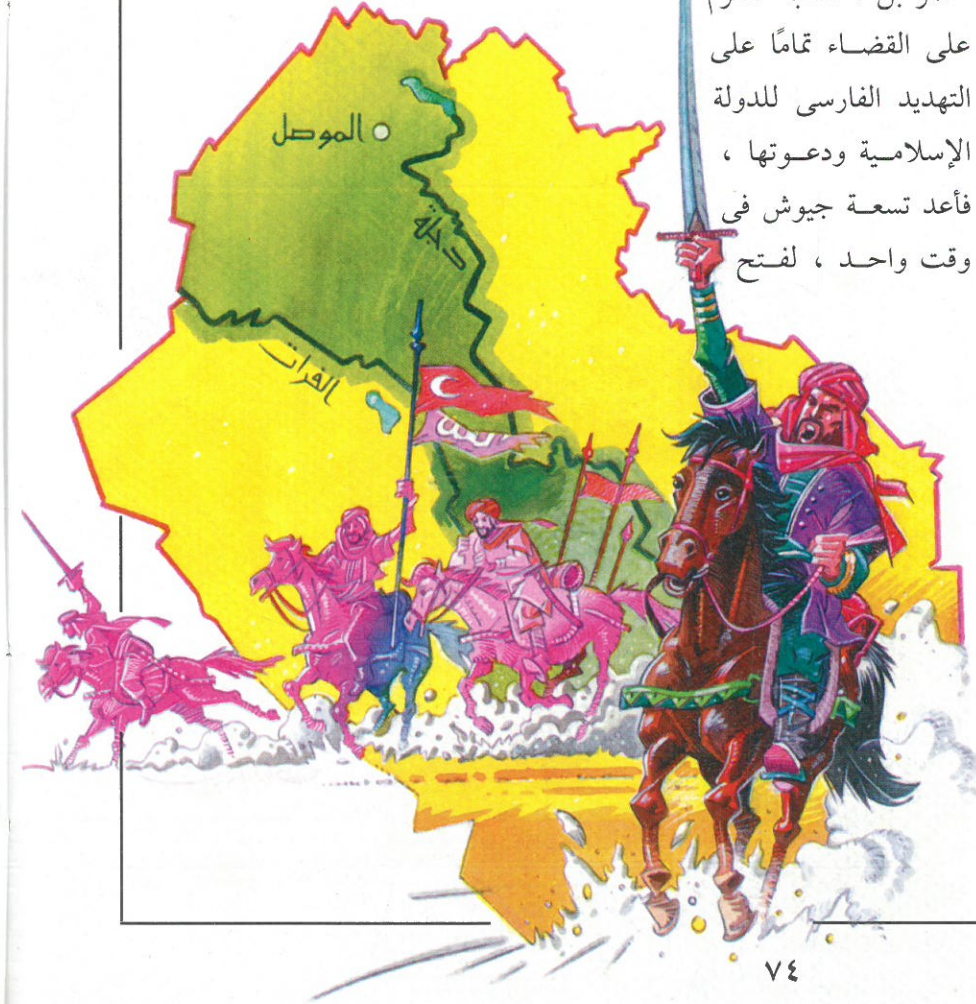 على القضاء تمامًا على
التهديد الفارسى للدولة
الإسلامية ودعوتها ،
فأعد تسعة جيوش فى
وقت واحد ، لفتح
الموصل
دجلة
الفرات
٧٤